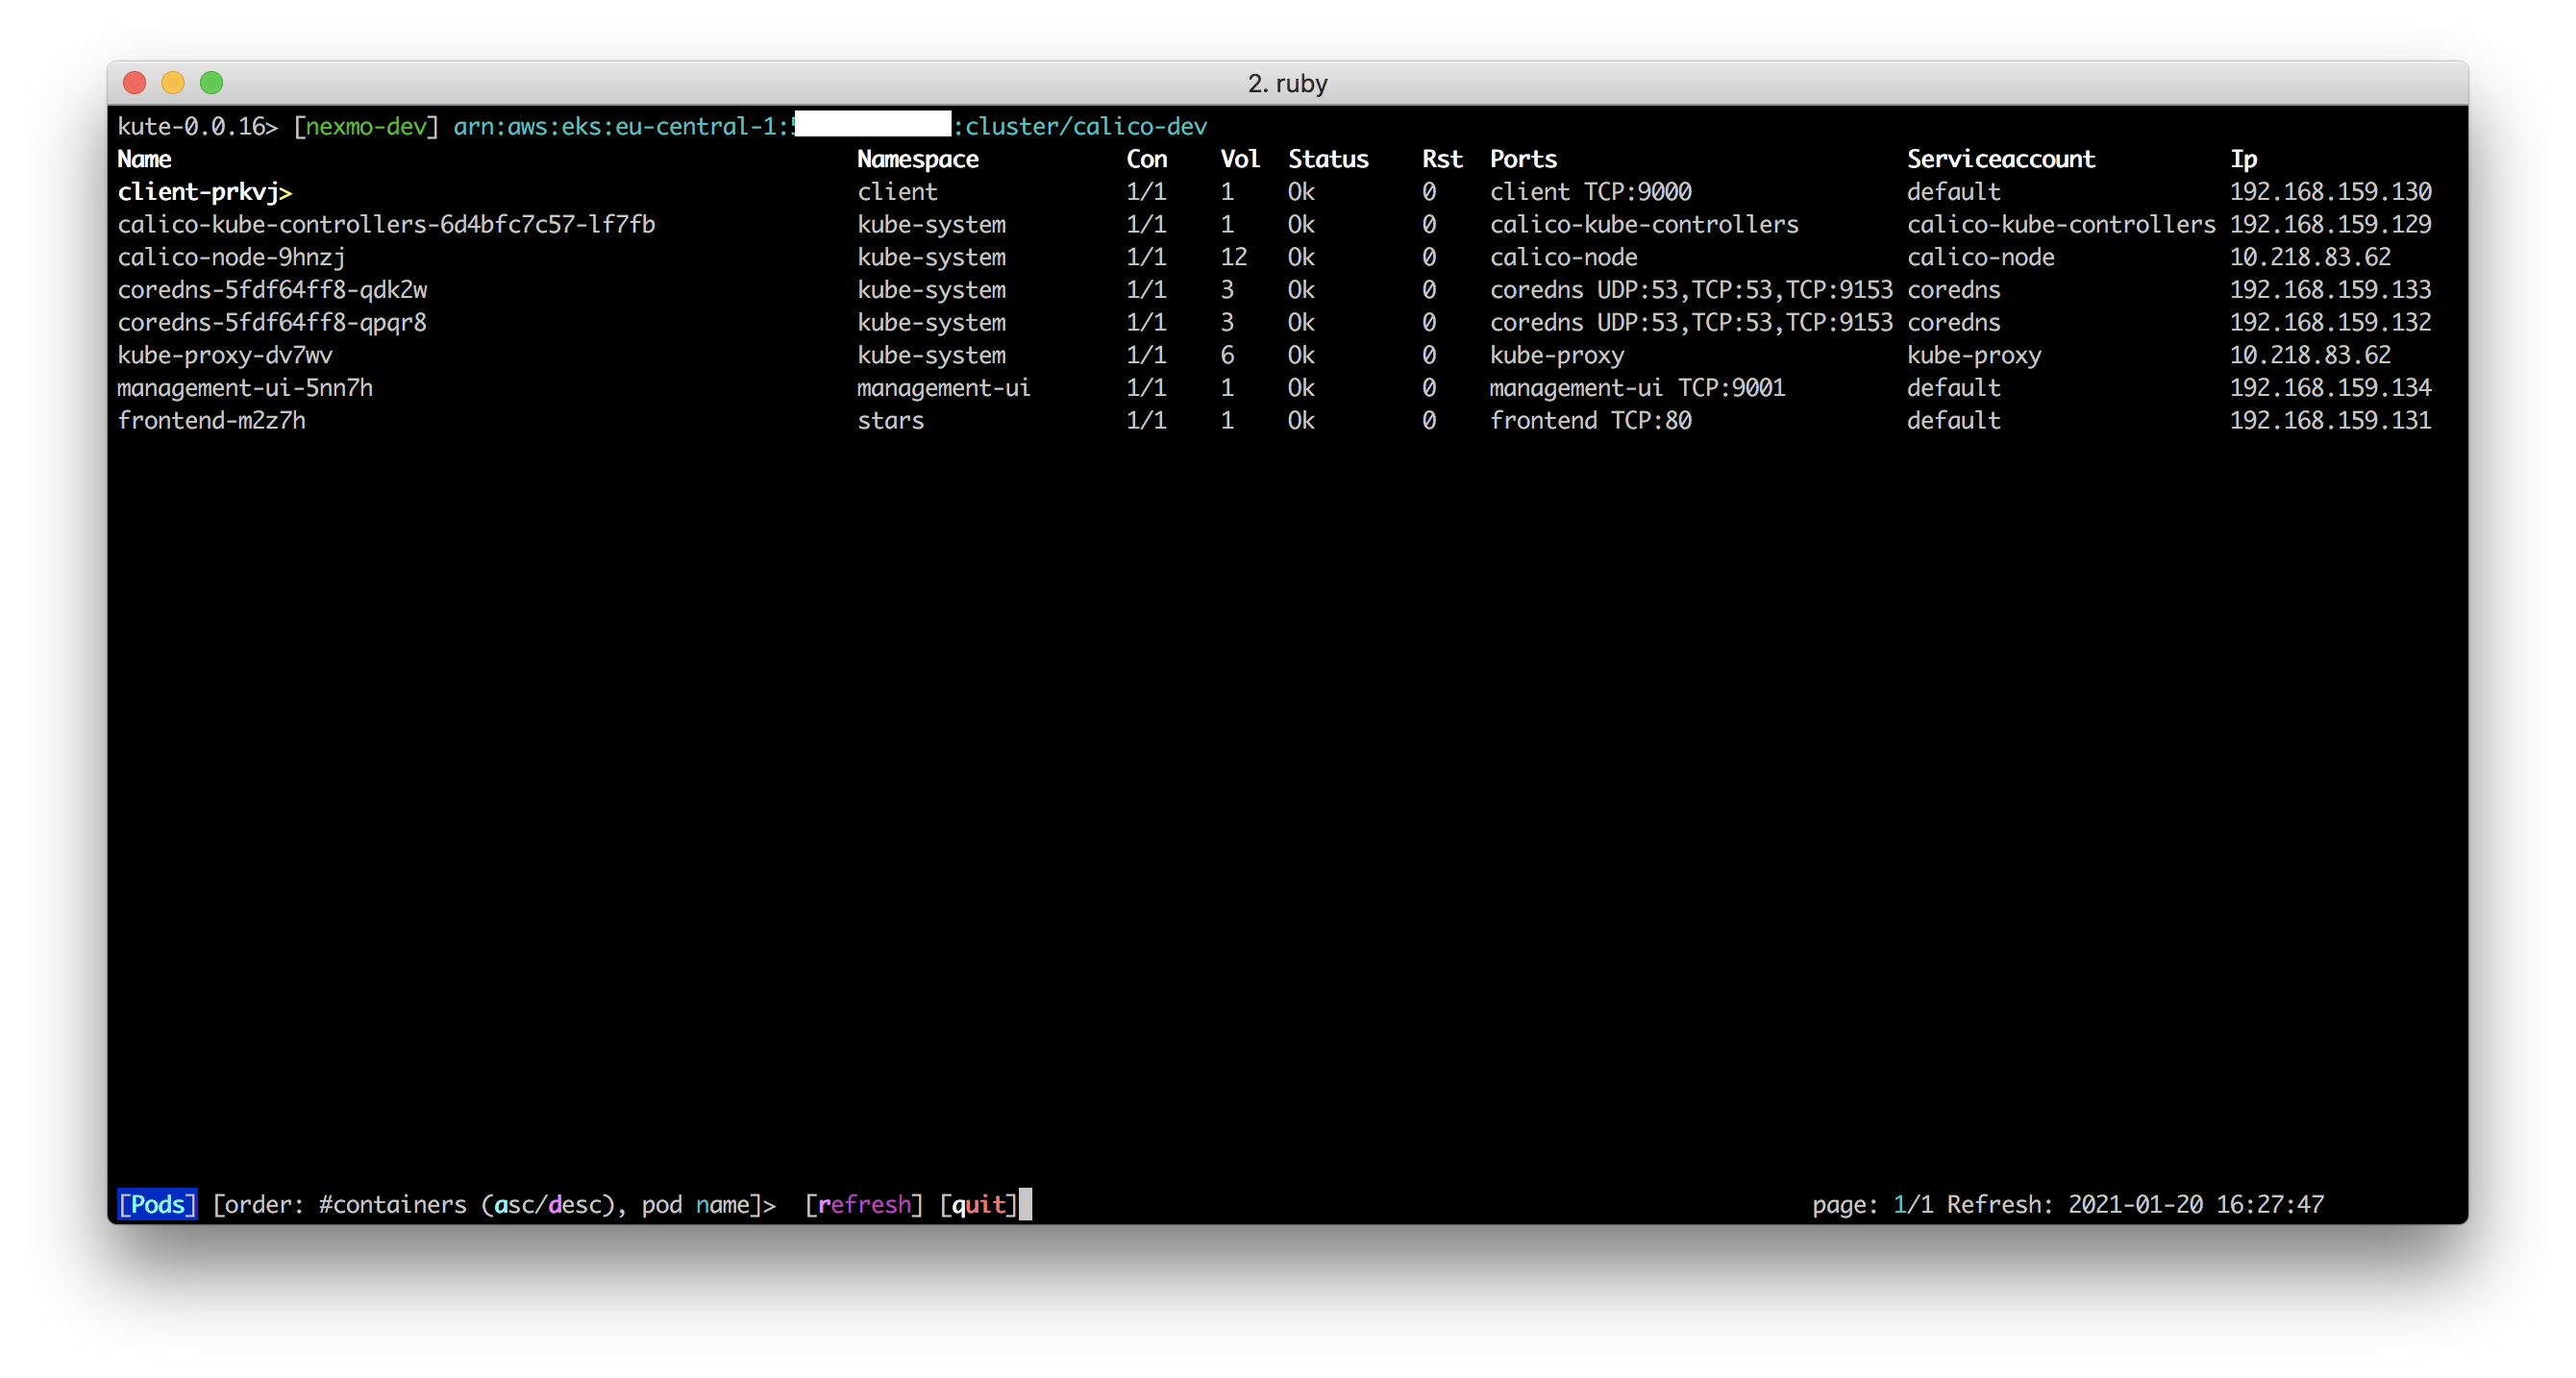 2. ruby
kute-0.0.16> [nexmo-dev] arn:aws:eks:eu-central-1: :cluster/calico-dev
Name Namespace Con Vol Status Rst Ports Serviceaccount Ip
client-prkvj> client 1/1 1 Ok 0 client TCP:9000 default 192.168.159.130
calico-kube-controllers-6d4bfc7c57-lf7fb kube-system 1/1 1 Ok 0 calico-kube-controllers calico-kube-controllers 192.168.159.129
calico-node-9hnzj kube-system 1/1 12 Ok 0 calico-node calico-node 10.218.83.62
coredns-5fdf64ff8-qdk2w kube-system 1/1 3 Ok 0 coredns UDP:53,TCP:53,TCP:9153 coredns 192.168.159.133
coredns-5fdf64ff8-qpqr8 kube-system 1/1 3 Ok 0 coredns UDP:53,TCP:53,TCP:9153 coredns 192.168.159.132
kube-proxy-dv7wv kube-system 1/1 6 Ok 0 kube-proxy kube-proxy 10.218.83.62
management-ui-5nn7h management-ui 1/1 1 Ok 0 management-ui TCP:9001 default 192.168.159.134
frontend-m2z7h stars 1/1 1 Ok 0 frontend TCP:80 default 192.168.159.131
[Pods] [order: #containers (asc/desc), pod name]> [refresh] [quit] page: 1/1 Refresh: 2021-01-20 16:27:47